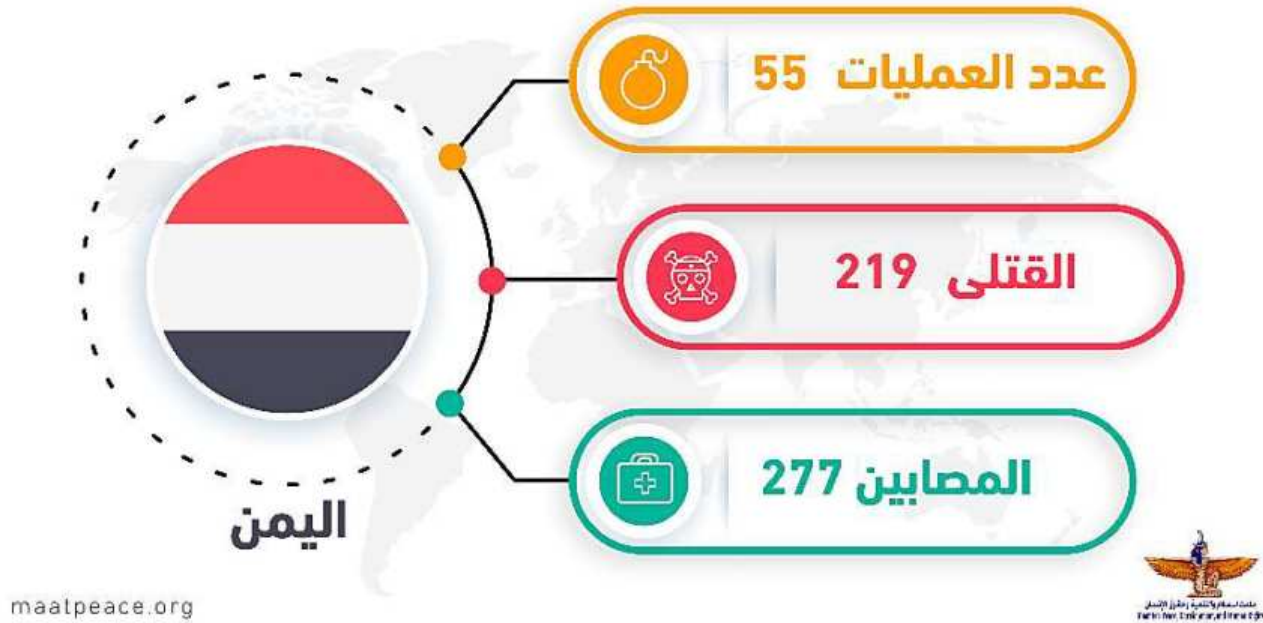 عدد العمليات 55
القتلى 219
المصابين 277
اليمن
maatpeace.org